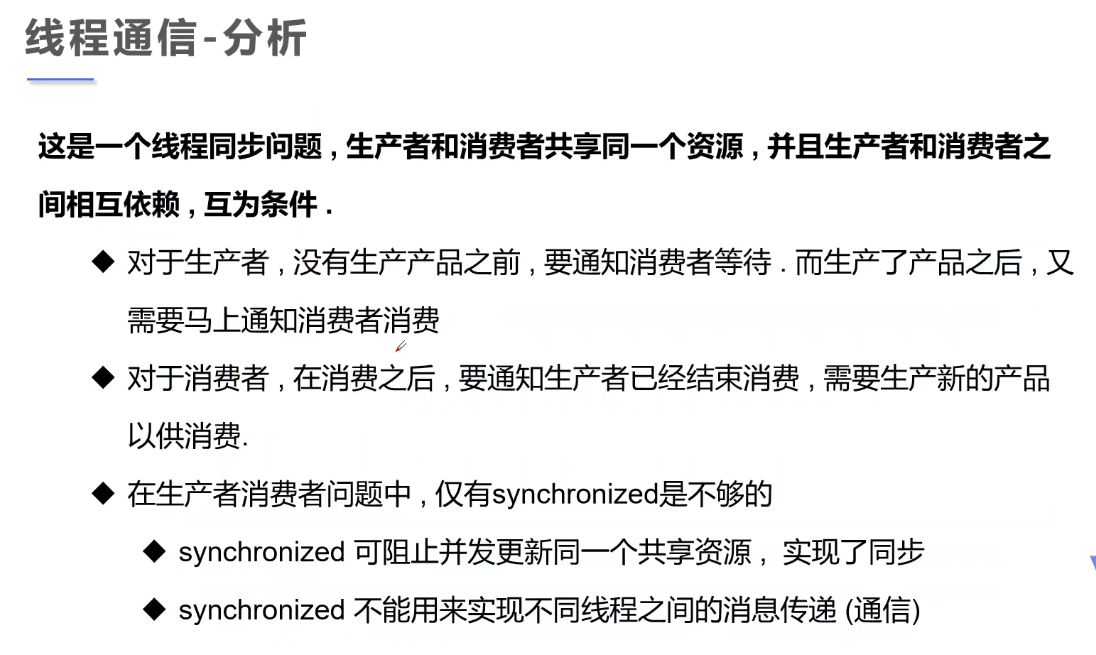 线程通信-分析
这是一个线程同步问题 , 生产者和消费者共享同一个资源 , 并且生产者和消费者之
间相互依赖 , 互为条件 .
◆ 对于生产者 , 没有生产产品之前 , 要通知消费者等待 . 而生产了产品之后 , 又
需要马上通知消费者消费
◆ 对于消费者 , 在消费之后 , 要通知生产者已经结束消费 , 需要生产新的产品
以供消费.
◆ 在生产者消费者问题中 , 仅有synchronized是不够的
◆ synchronized 可阻止并发更新同一个共享资源 , 实现了同步
◆ synchronized 不能用来实现不同线程之间的消息传递 (通信)